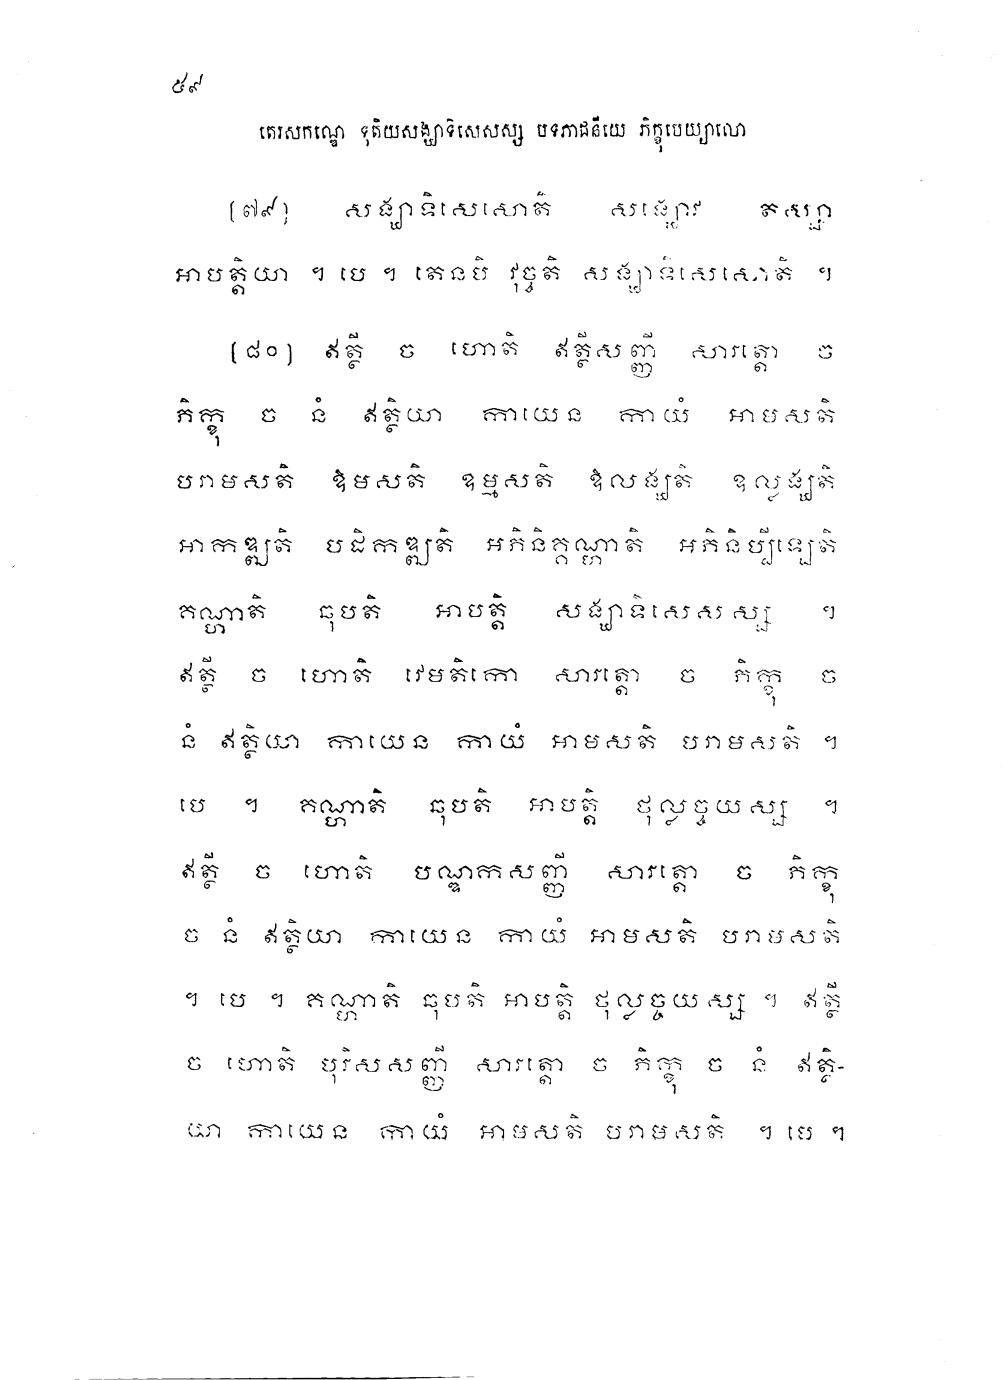 ៥៩
តេរសកណ្ឌេ ទុតិយសង្ឃាទិសេសស្ស បទភាជនីយេ ភិក្ខុបេយ្យាលោ
(៧៩) សង្ឃាទិសេសោតិ សង្ឃោវ តស្សា
អាបត្តិយា ។ បេ ។ តេនបិ វុច្ចតិ សង្ឃាទិសេសោតិ ។
(៨០) ឥត្ថី ច ហោតិ ឥត្ថីសញ្ញី សារត្តោ ច
ភិក្ខុ ច នំ ឥត្ថិយា កាយេន កាយំ អាមសតិ
បរាមសតិ ឱមសតិ ឧម្មសតិ ឱលង្ឃតិ ឧល្លង្ឃតិ
អាកឌ្ឍតិ បដិកឌ្ឍតិ អភិនិគ្គណ្ហាតិ អភិនិប្បីឡេតិ
គណ្ហាតិ ឆុបតិ អាបត្តិ សង្ឃាទិសេសស្ស ។
ឥត្ថី ច ហោតិ វេមតិកោ សារត្តោ ច ភិក្ខុ ច
នំ ឥត្ថិយា កាយេន កាយំ អាមសតិ បរាមសតិ ។
បេ ។ គណ្ហាតិ ឆុបតិ អាបត្តិ ថុល្លច្ចយស្ស ។
ឥត្ថី ច ហោតិ បណ្ឌកសញ្ញី សារត្តោ ច ភិក្ខុ
ច នំ ឥត្ថិយា កាយេន កាយំ អាមសតិ បរាមសតិ
។ បេ ។ គណ្ហាតិ ឆុបតិ អាបត្តិ ថុល្លច្ចយស្ស ។ ឥត្ថី
ច ហោតិ បុរិសសញ្ញី សារត្តោ ច ភិក្ខុ ច នំ ឥត្ថិ-
យា កាយេន កាយំ អាមសតិ បរាមសតិ ។ បេ ។